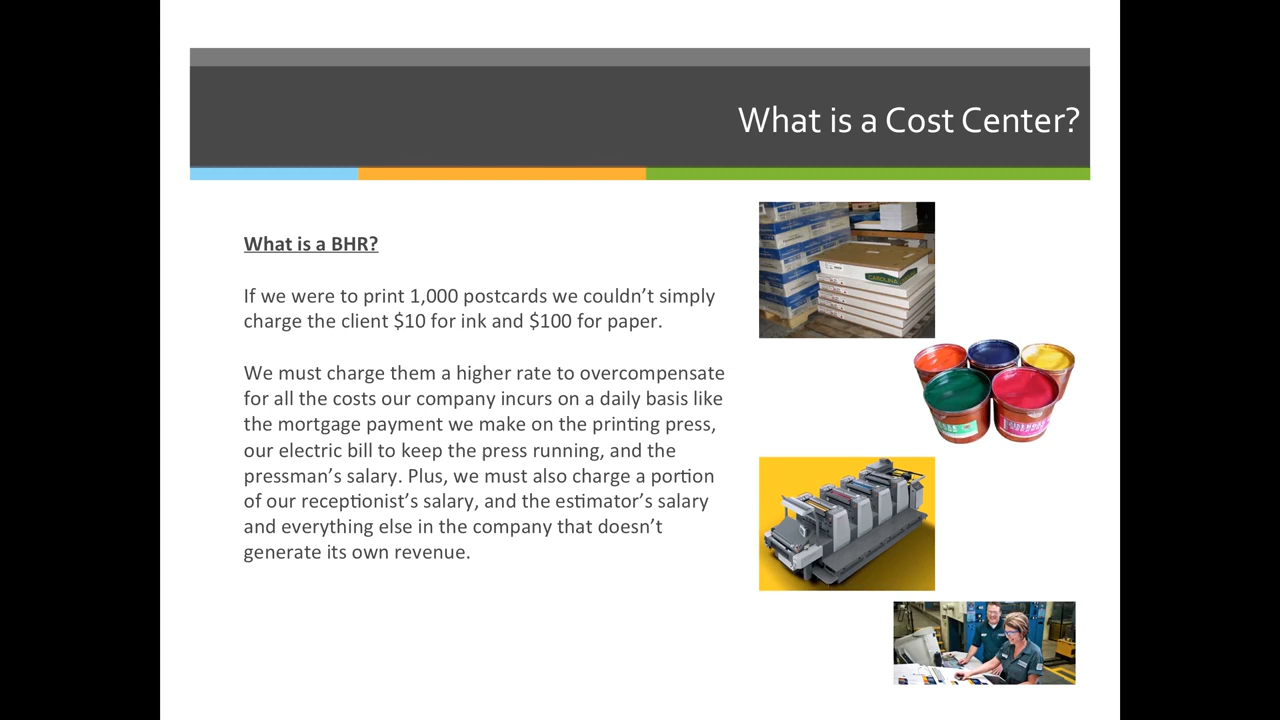 What is a Cost Center?
What is a BHR?
If we were to print 1,000 postcards we couldn’t simply
charge the client $10 for ink and $100 for paper.
We must charge them a higher rate to overcompensate
for all the costs our company incurs on a daily basis like
the mortgage payment we make on the printing press,
our electric bill to keep the press running, and the
pressman’s salary. Plus, we must also charge a portion
of our receptionist’s salary, and the estimator’s salary
and everything else in the company that doesn’t
generate its own revenue.
CAROLINA